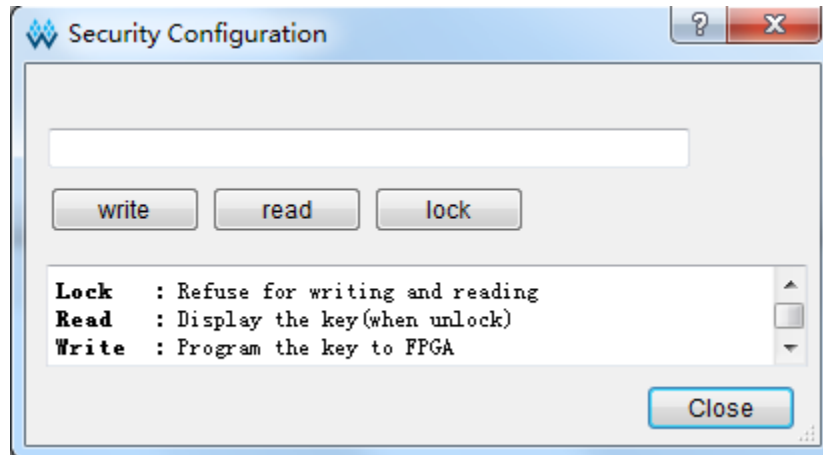 Security Configuration
write read lock
Lock : Refuse for writing and reading
Read : Display the key(when unlock)
Write : Program the key to FPGA
Close